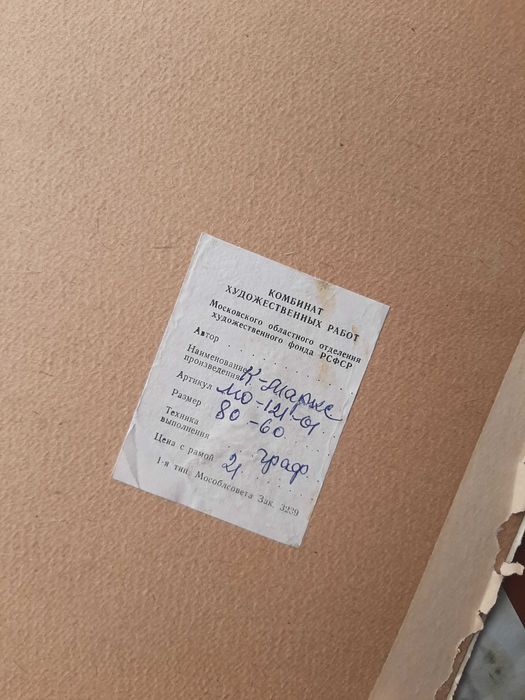 КОМБИНАТ
ХУДОЖЕСТВЕННЫХ РАБОТ
Московского областного отделения
художественного фонда РСФСР
Автор
Наименование
произведения К-Маркс
Артикул МО-121-01
Размер 80-60
Техника
выполнения граф
Цена с рамой 21
1-я тип. Мособлсовета Зак. 3239